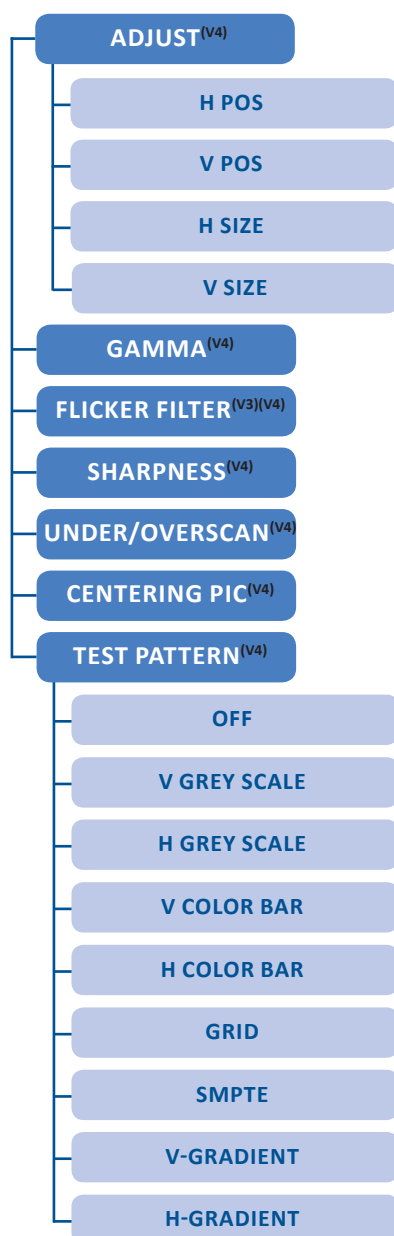 ADJUST(V4)
H POS
V POS
H SIZE
V SIZE
GAMMA(V4)
FLICKER FILTER(V3)(V4)
SHARPNESS(V4)
UNDER/OVERSCAN(V4)
CENTERING PIC(V4)
TEST PATTERN(V4)
OFF
V GREY SCALE
H GREY SCALE
V COLOR BAR
H COLOR BAR
GRID
SMPTE
V-GRADIENT
H-GRADIENT